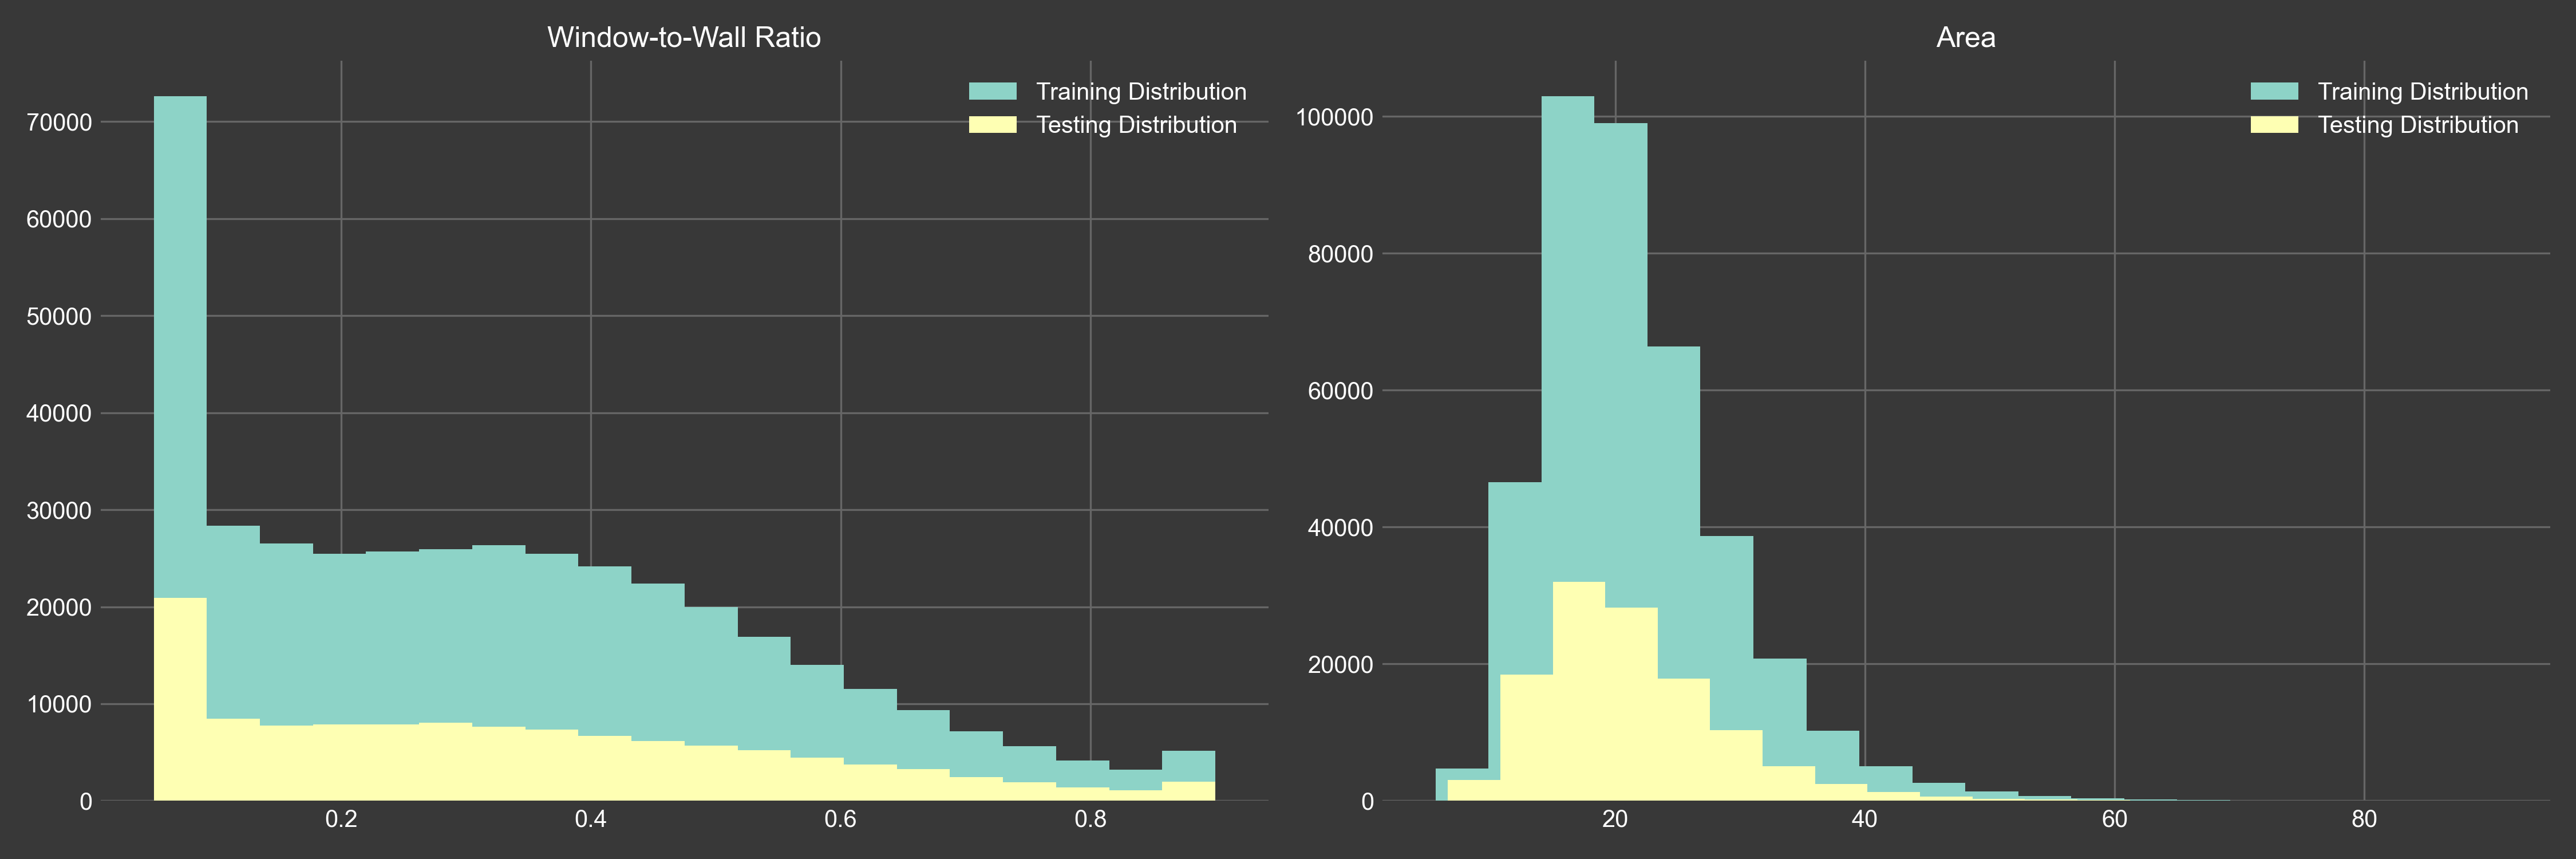 Window-to-Wall Ratio
Training Distribution
Testing Distribution
70000
60000
50000
40000
30000
20000
10000
0
0.2 0.4 0.6 0.8
Area
Training Distribution
Testing Distribution
100000
80000
60000
40000
20000
0
20 40 60 80